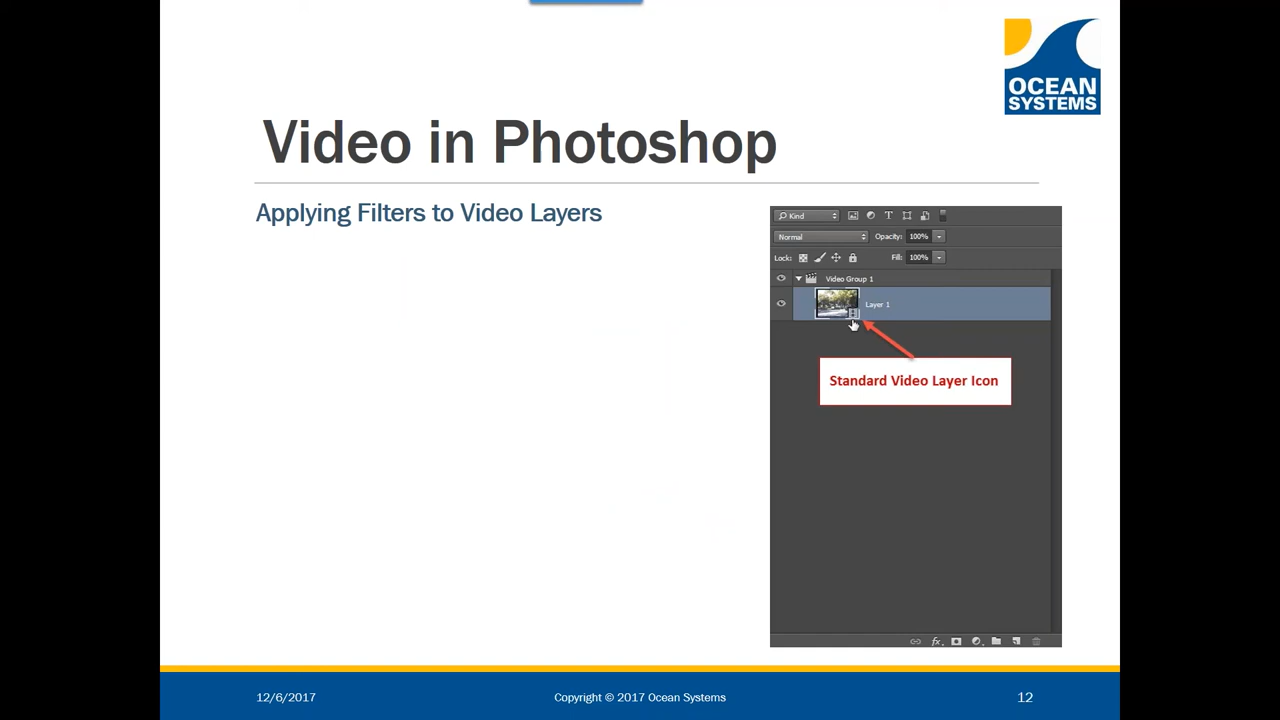 OCEAN
SYSTEMS
Video in Photoshop
Applying Filters to Video Layers
Kind
Normal
Opacity: 100%
Lock:
Fill: 100%
Video Group 1
Layer 1
Standard Video Layer Icon
fx.
12/6/2017
Copyright © 2017 Ocean Systems
12